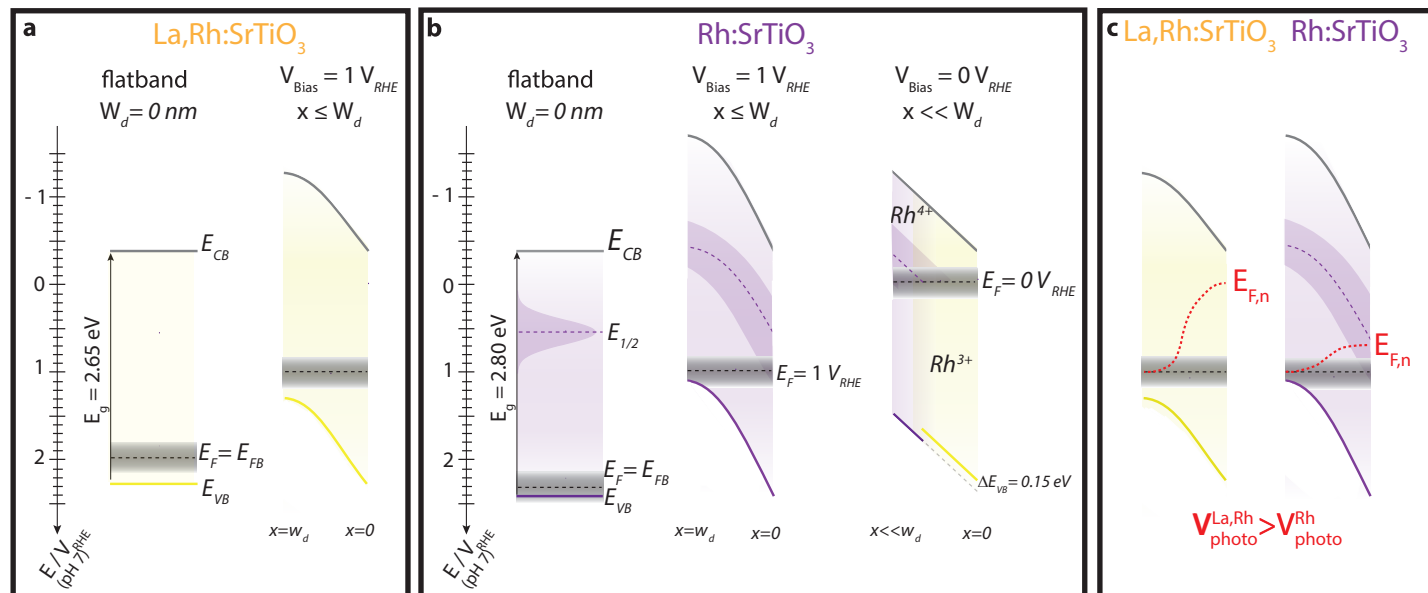 a
La,Rh:SrTiO3
flatband
Wd= 0 nm
VBias = 1 VRHE
x ≤ Wd
- 1
0
1
2
E / VRHE
(pH 7)
Eg = 2.65 eV
ECB
EF= EFB
EVB
x=wd
x=0
b
Rh:SrTiO3
flatband
Wd= 0 nm
VBias = 1 VRHE
x ≤ Wd
VBias= 0 VRHE
x << Wd
- 1
0
1
2
E / VRHE
(pH 7)
Eg = 2.80 eV
ECB
E1/2
EF= EFB
EVB
EF= 1 VRHE
x=wd
x=0
Rh4+
EF= 0 VRHE
Rh3+
ΔEVB= 0.15 eV
x<<wd
x=0
c
La,Rh:SrTiO3 Rh:SrTiO3
EF,n
EF,n
VLa,Rhphoto>VRhphoto